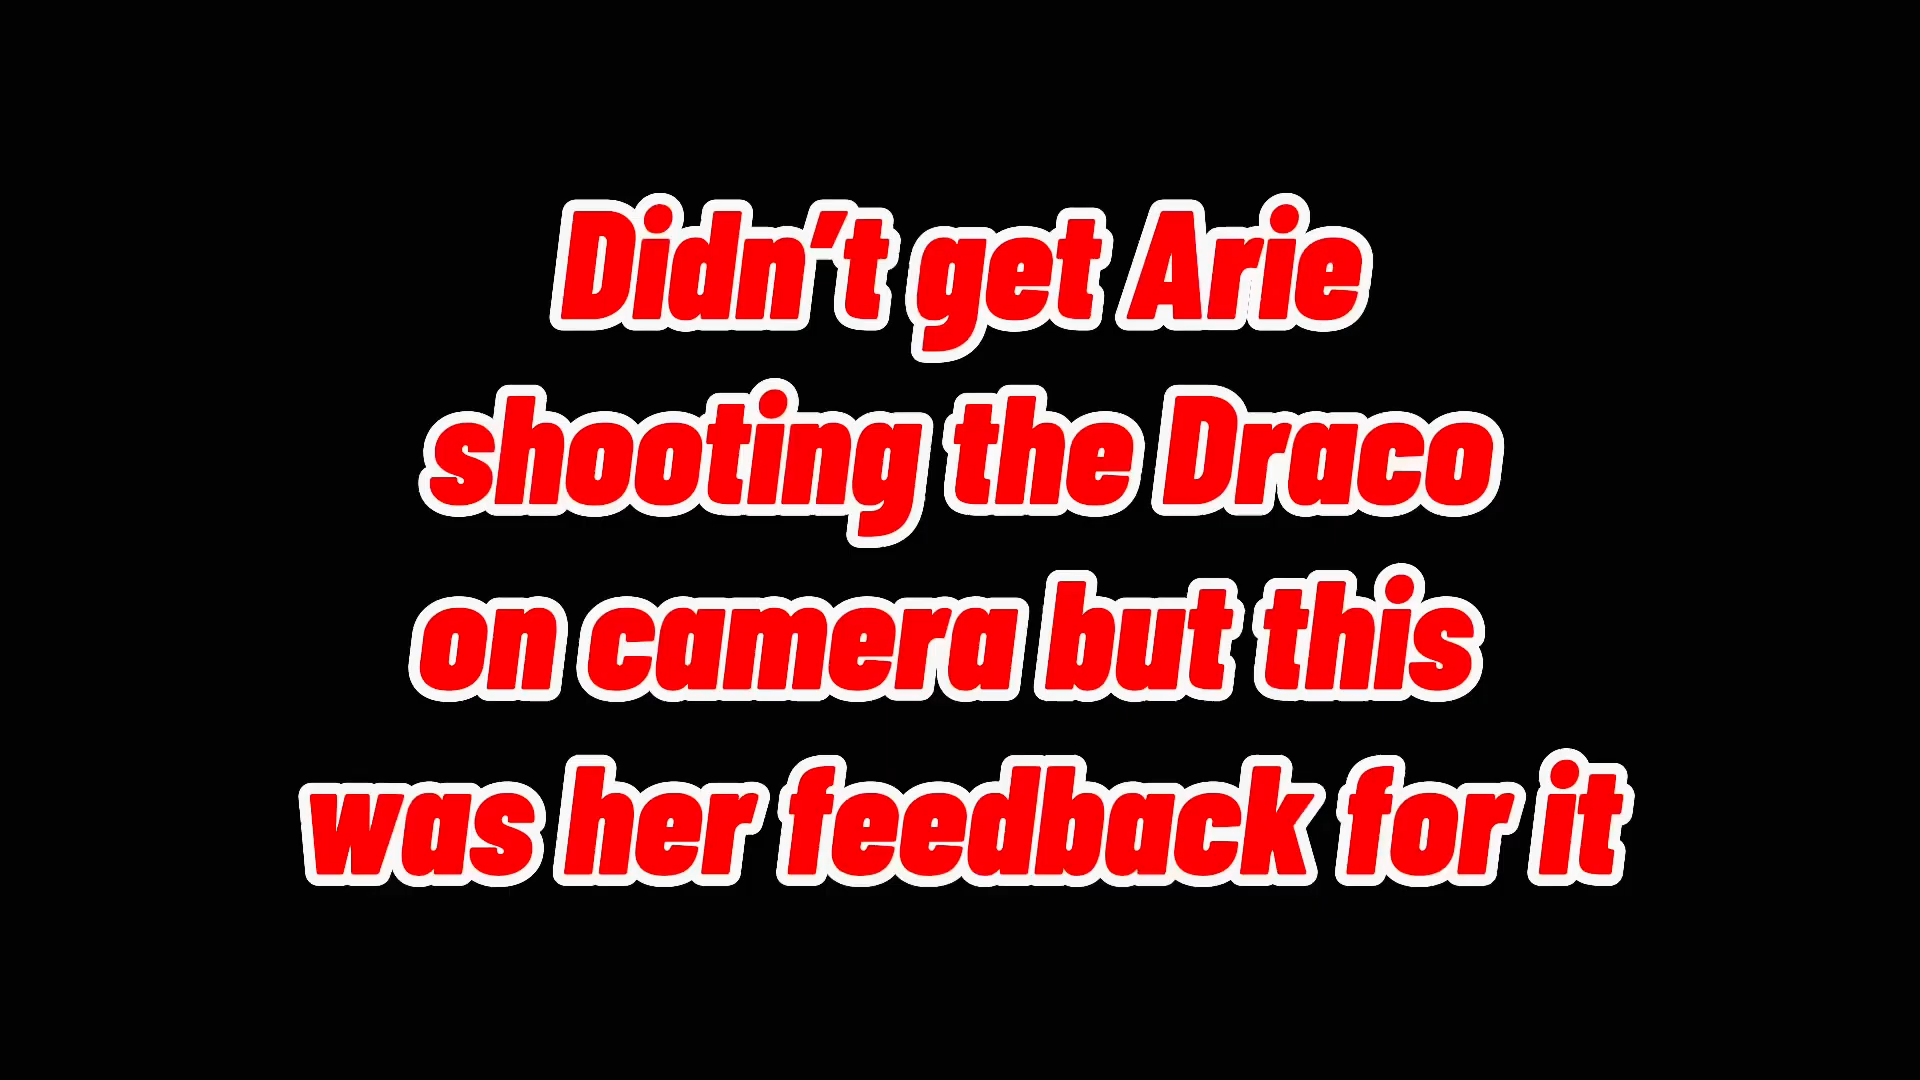 Didn’t get Arie
shooting the Draco
on camera but this
was her feedback for it